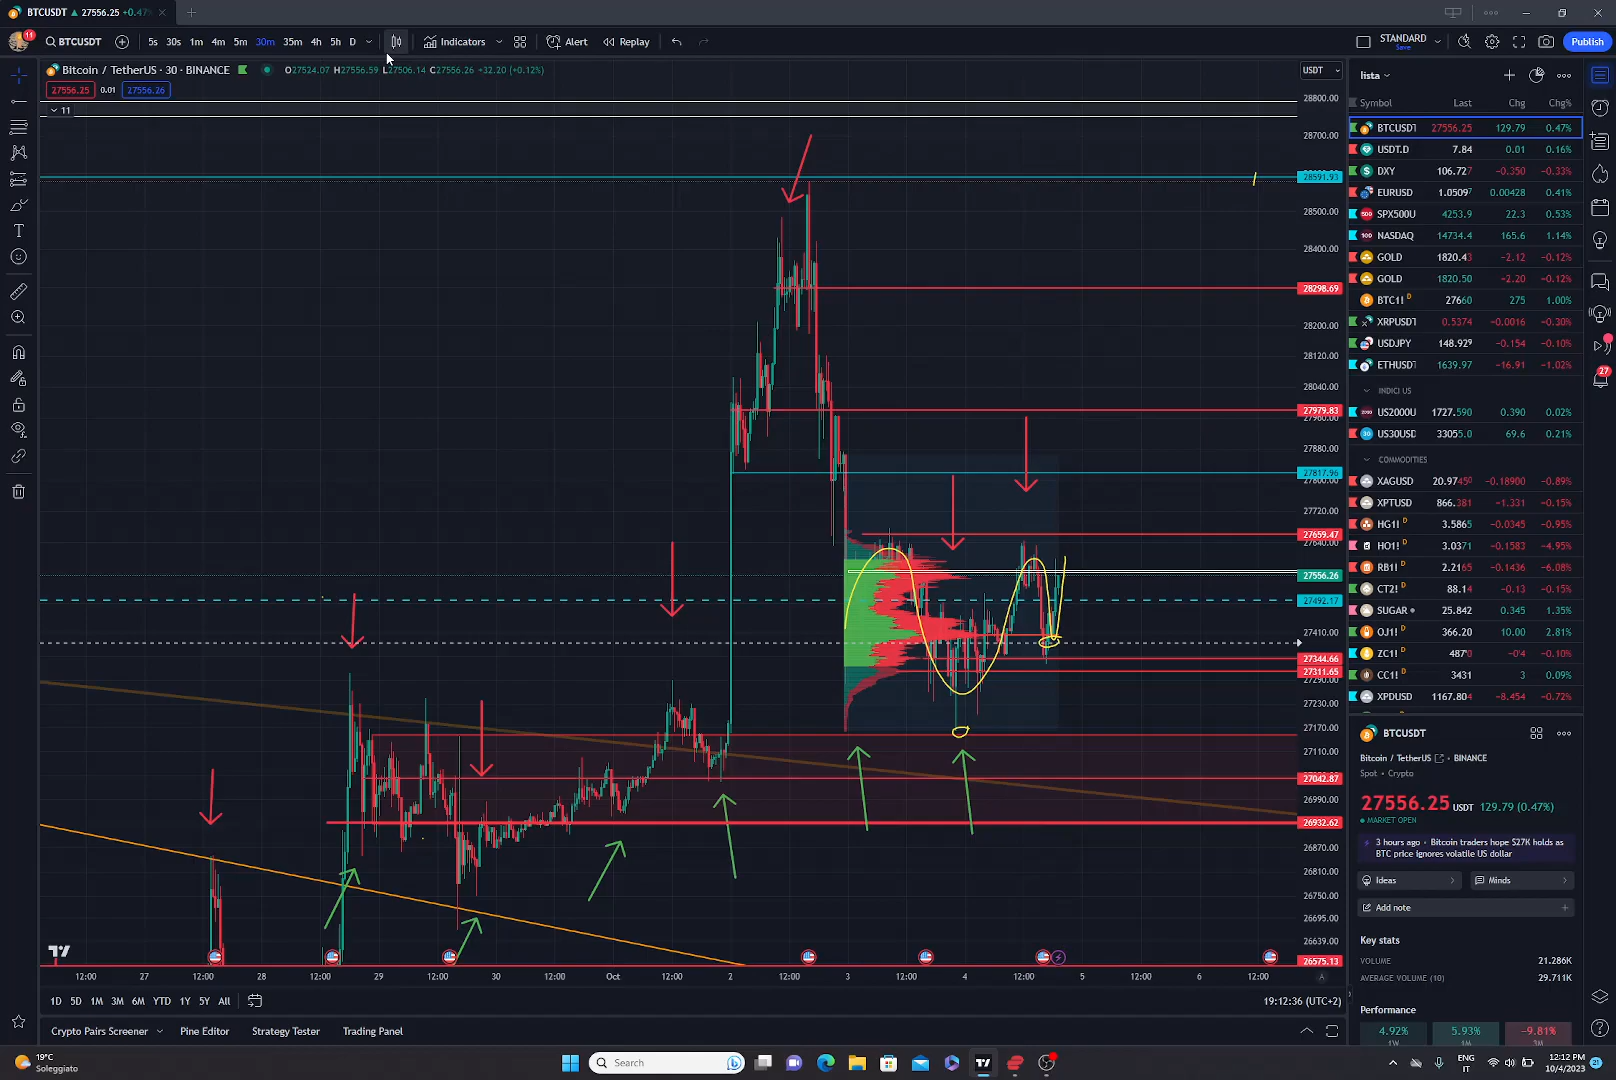 BTCUSDT ▲ 27556.25 +0.47%
11
BTCUSDT
5s 30s 1m 4m 5m 30m 35m 4h 5h D
Indicators
Alert
Replay
STANDARD
Save
Publish
Bitcoin / TetherUS · 30 · BINANCE
O27524.07 H27556.59 L27506.14 C27556.26 +32.20 (+0.12%)
27556.25 0.01 27556.26
11
USDT
28800.00
28700.00
28591.93
28500.00
28400.00
28298.69
28200.00
28120.00
28040.00
27979.83
27960.00
27880.00
27817.96
27800.00
27720.00
27659.47
27640.00
27556.26
27492.17
27410.00
27344.66
27311.65
27290.00
27230.00
27170.00
27110.00
27042.87
26990.00
26932.62
26870.00
26810.00
26750.00
26695.00
26639.00
26575.13
12:00 27 12:00 28 12:00 29 12:00 30 12:00 Oct 12:00 2 12:00 3 12:00 4 12:00 5 12:00 6 12:00
1D 5D 1M 3M 6M YTD 1Y 5Y All
19:12:36 (UTC+2)
Crypto Pairs Screener Pine Editor Strategy Tester Trading Panel
lista
Symbol Last Chg Chg%
BTCUSDT 27556.25 129.79 0.47%
USDT.D 7.84 0.01 0.16%
DXY 106.727 -0.350 -0.33%
EURUSD 1.05097 0.00428 0.41%
SPX500U 4253.9 22.3 0.53%
NASDAQ 14734.4 165.6 1.14%
GOLD 1820.43 -2.12 -0.12%
GOLD 1820.50 -2.20 -0.12%
BTC1! D 27660 275 1.00%
XRPUSDT 0.5374 -0.0016 -0.30%
USDJPY 148.929 -0.154 -0.10%
ETHUSDT 1639.97 -16.91 -1.02%
INDICI US
US2000U 1727.590 0.390 0.02%
US30USD 33055.0 69.6 0.21%
COMMODITIES
XAGUSD 20.97450 -0.18900 -0.89%
XPTUSD 866.381 -1.331 -0.15%
HG1! D 3.5865 -0.0345 -0.95%
HO1! D 3.0371 -0.1583 -4.95%
RB1! D 2.2165 -0.1436 -6.08%
CT2! D 88.14 -0.13 -0.15%
SUGAR 25.842 0.345 1.35%
OJ1! D 366.20 10.00 2.81%
ZC1! D 487'0 -0'4 -0.10%
CC1! D 3431 3 0.09%
XPDUSD 1167.804 -8.454 -0.72%
BTCUSDT
Bitcoin / TetherUS · BINANCE
Spot · Crypto
27556.25 USDT 129.79 (0.47%)
MARKET OPEN
3 hours ago · Bitcoin traders hope $27K holds as
BTC price ignores volatile US dollar
Ideas Minds
Add note
Key stats
VOLUME 21.286K
AVERAGE VOLUME (10) 29.711K
Performance
4.92% 5.93% -9.81%
1W 1M 3M
27
19°C
Soleggiato
Search
ENG
IT
12:12 PM
10/4/2023
21